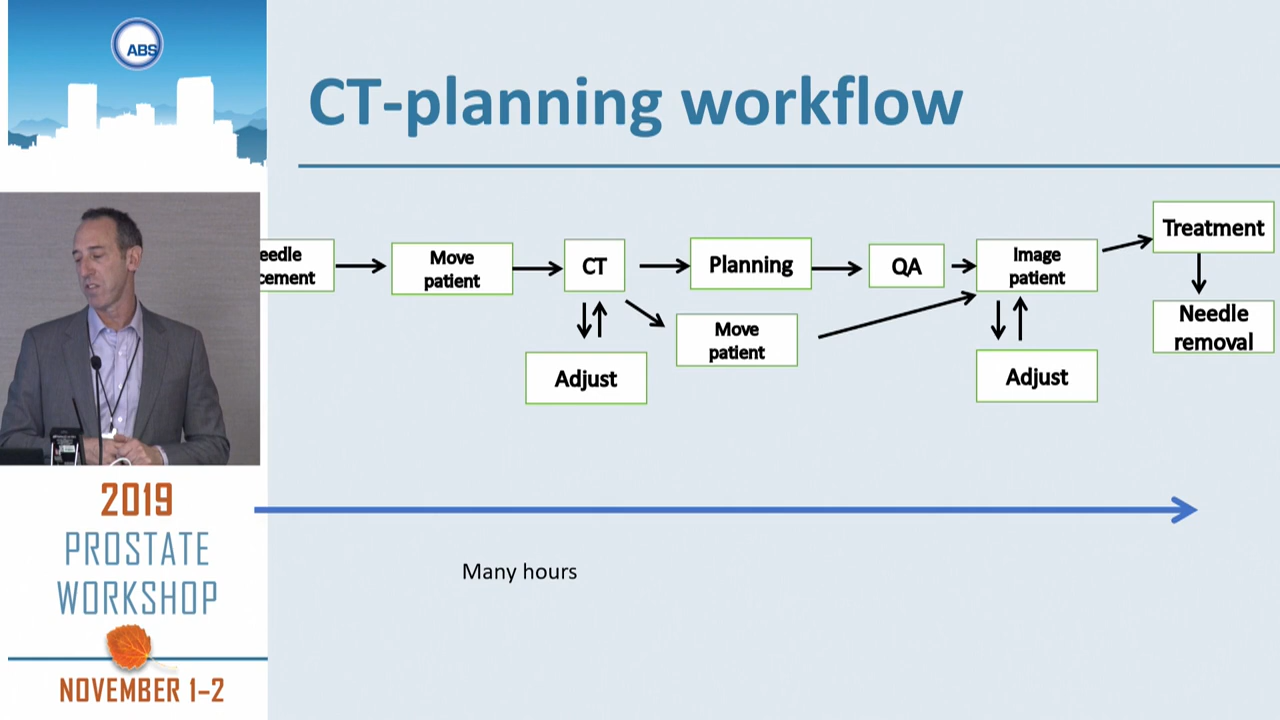 ABS
CT-planning workflow
eedle
cement
Move
patient
CT
Planning
QA
Image
patient
Treatment
Move
patient
Needle
removal
Adjust
Adjust
2019
PROSTATE
WORKSHOP
Many hours
NOVEMBER 1–2